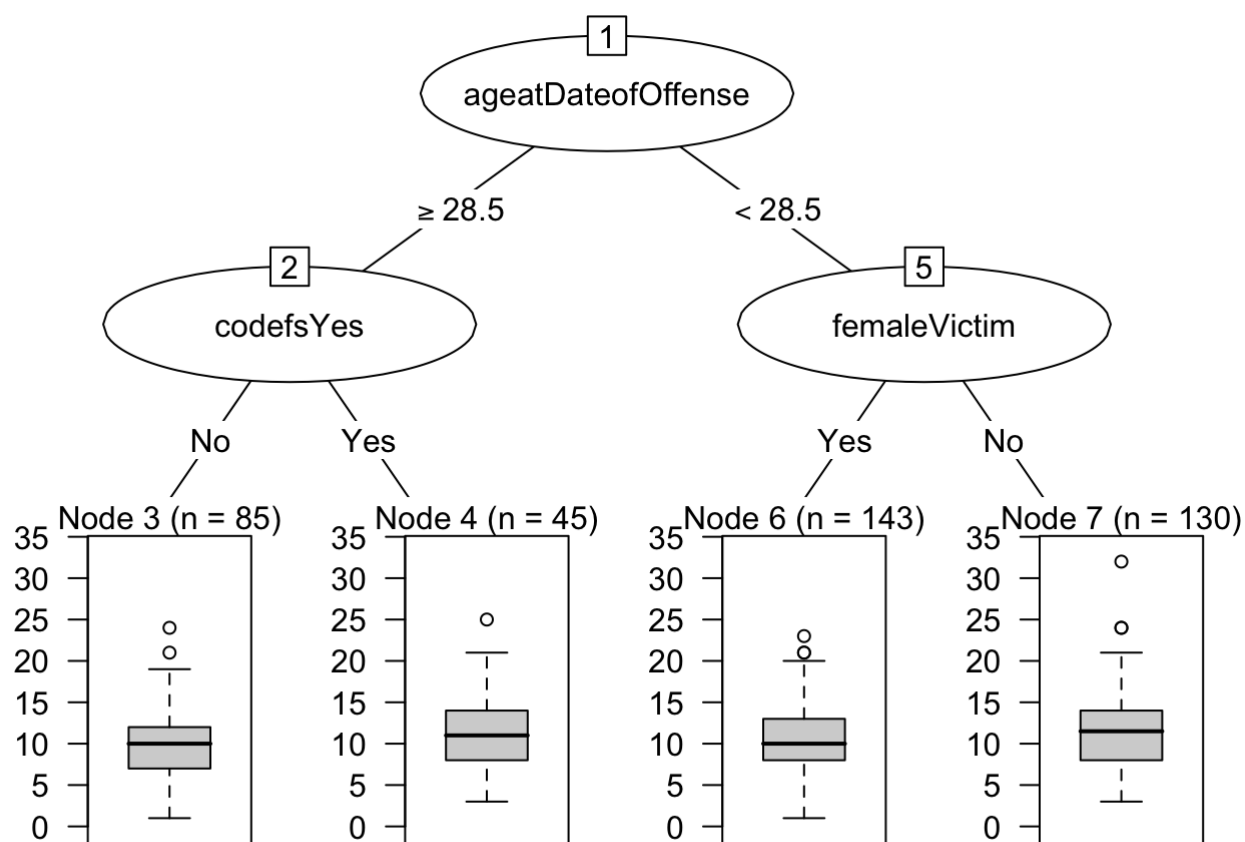 1
ageatDateofOffense
≥ 28.5 < 28.5
2 5
codefsYes femaleVictim
No Yes Yes No
Node 3 (n = 85) Node 4 (n = 45) Node 6 (n = 143) Node 7 (n = 130)
35 35 35 35
30 30 30 30
25 25 25 25
20 20 20 20
15 15 15 15
10 10 10 10
5 5 5 5
0 0 0 0